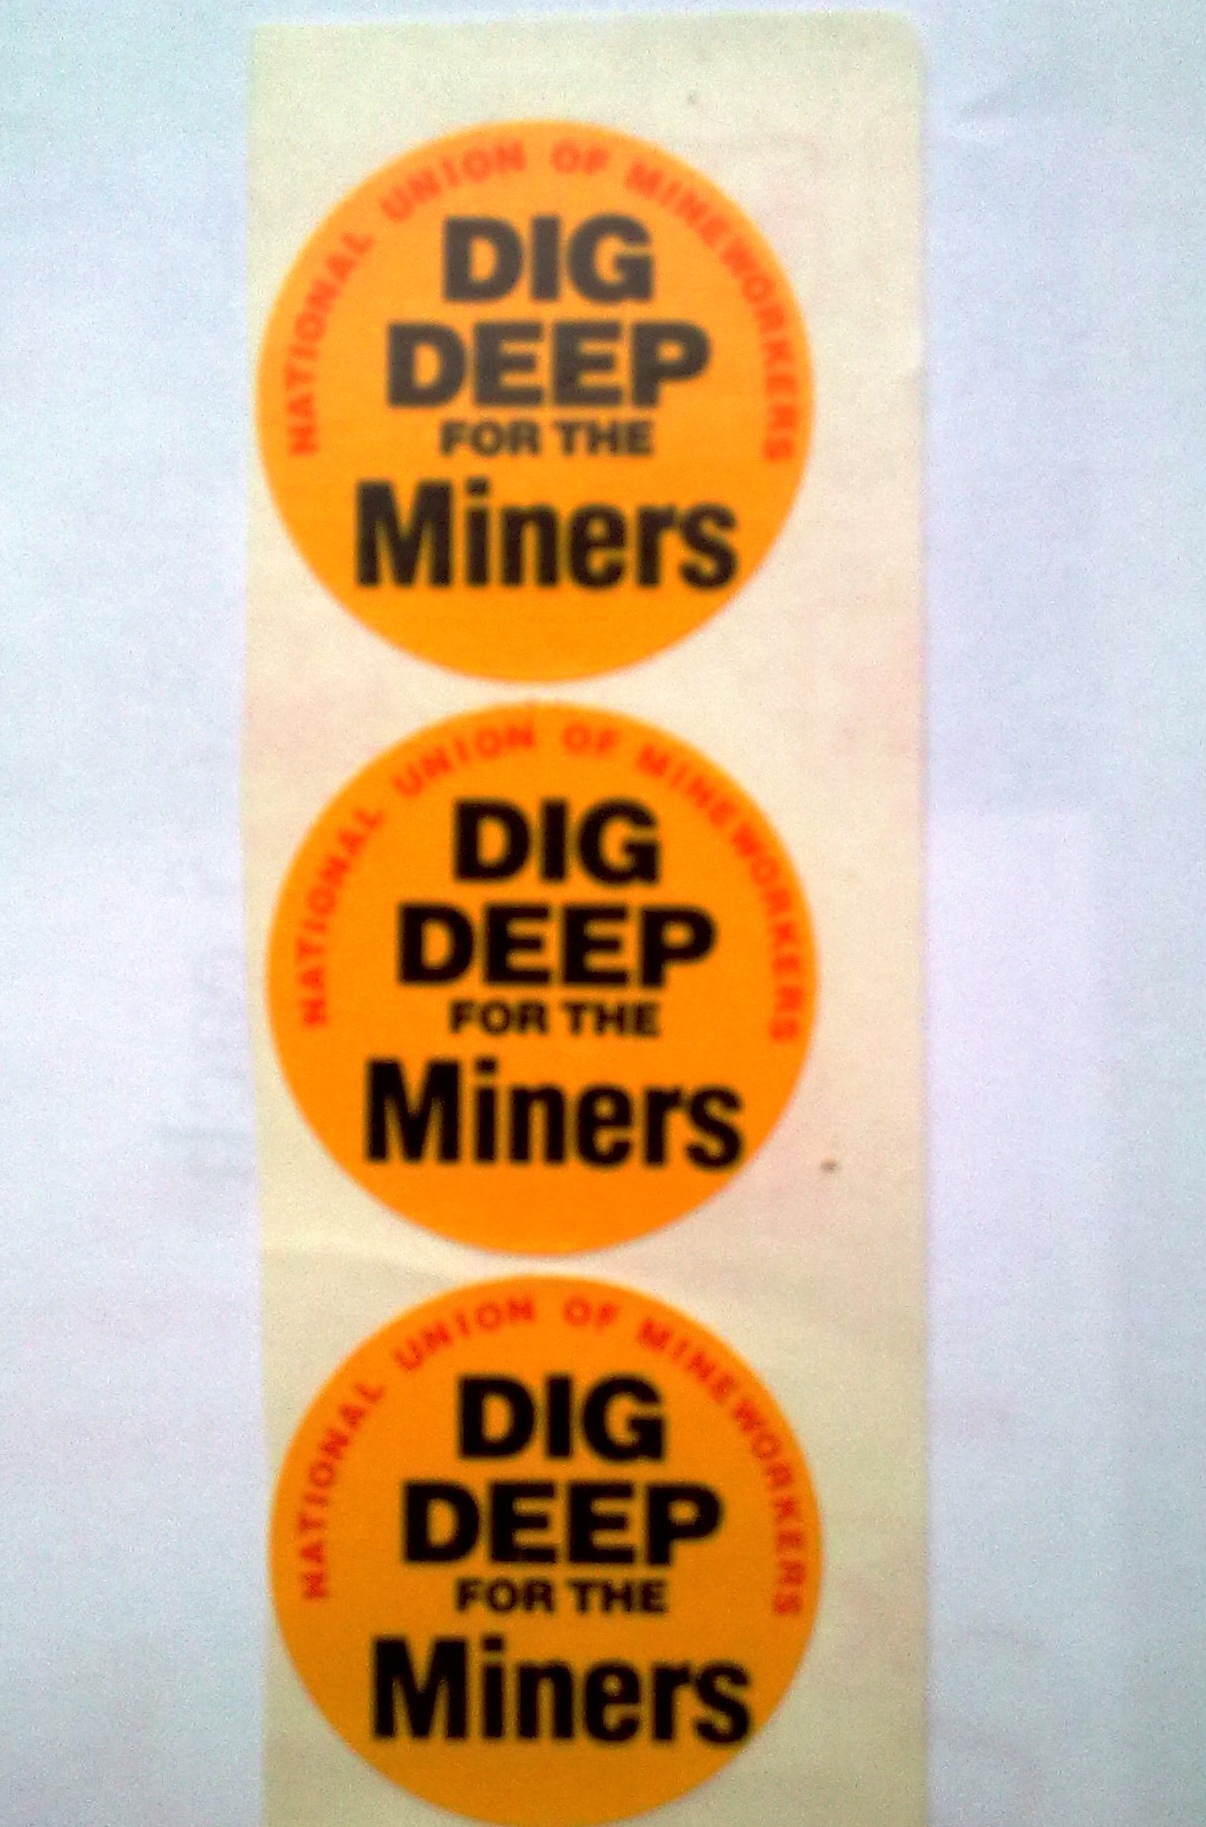 NATIONAL UNION OF MINEWORKERS
DIG
DEEP
FOR THE
Miners
NATIONAL UNION OF MINEWORKERS
DIG
DEEP
FOR THE
Miners
NATIONAL UNION OF MINEWORKERS
DIG
DEEP
FOR THE
Miners